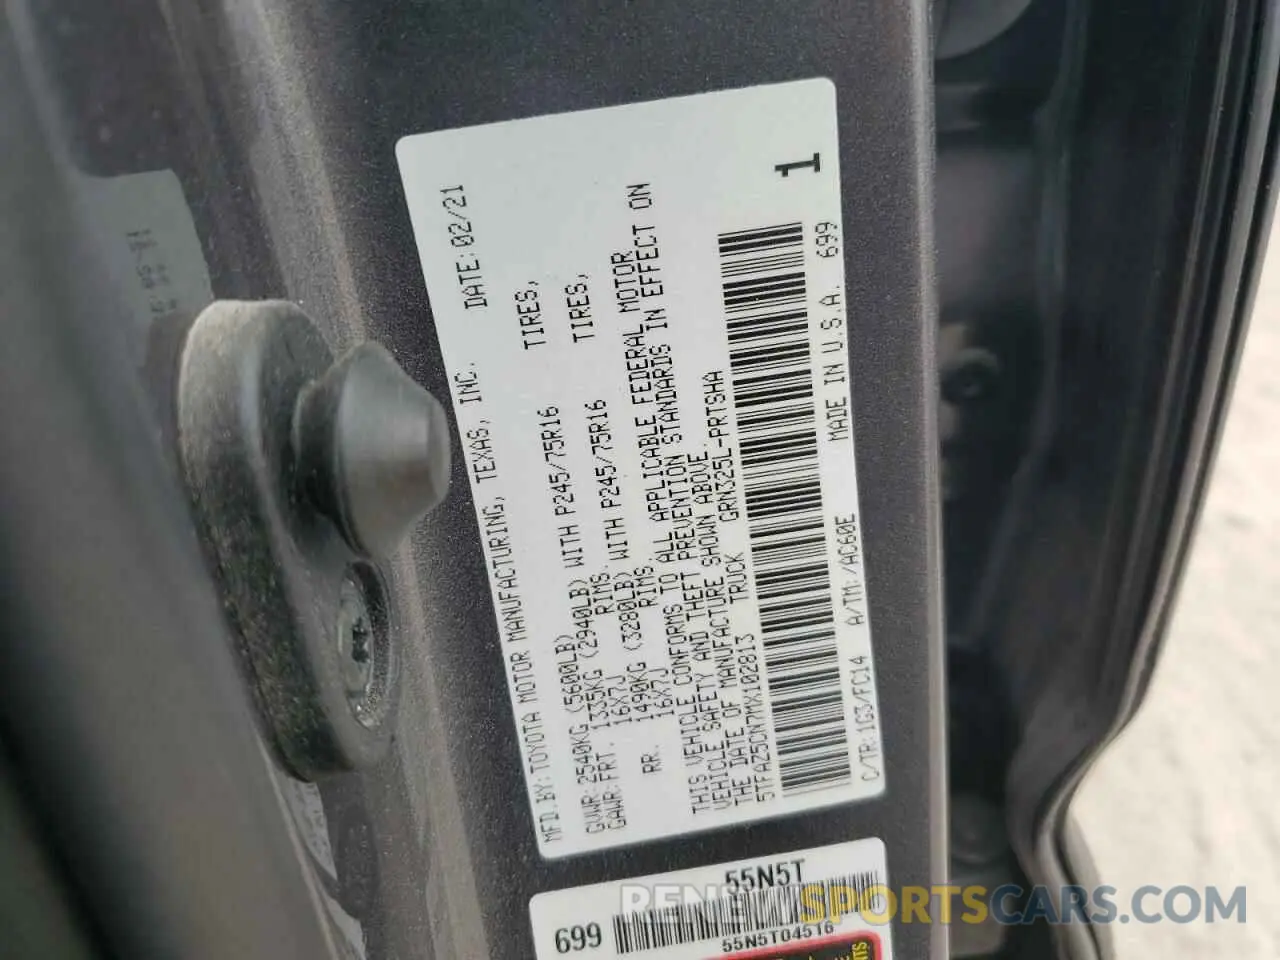 MFD.BY:TOYOTA MOTOR MANUFACTURING, TEXAS, INC. DATE:02/21
GVWR:2540KG (5600LB)
GAWR:FRT. 1335KG (2940LB) WITH P245/75R16 TIRES,
16X7J RIMS.
RR. 1490KG (3280LB) WITH P245/75R16 TIRES,
16X7J RIMS.
THIS VEHICLE CONFORMS TO ALL APPLICABLE FEDERAL MOTOR
VEHICLE SAFETY AND THEFT PREVENTION STANDARDS IN EFFECT ON
THE DATE OF MANUFACTURE SHOWN ABOVE.
5TFAZ5CN7MX102813 TRUCK GRN325L-PRTSHA
1
C/TR:1G3/FC14 A/TM:/AC60E MADE IN U.S.A. 699
55N5T
699
55N5T04516
SPORTSCARS.COM